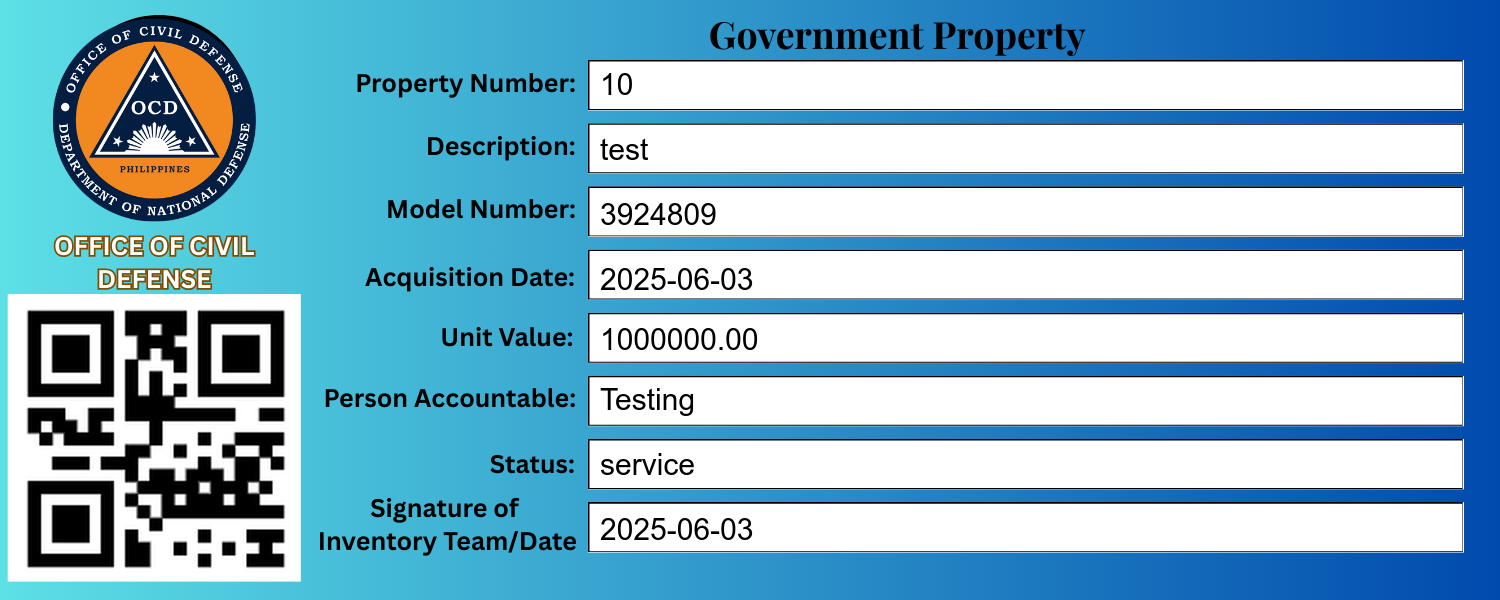 OFFICE OF CIVIL DEFENSE
OCD
PHILIPPINES
DEPARTMENT OF NATIONAL DEFENSE
OFFICE OF CIVIL
DEFENSE
Government Property
Property Number: 10
Description: test
Model Number: 3924809
Acquisition Date: 2025-06-03
Unit Value: 1000000.00
Person Accountable: Testing
Status: service
Signature of
Inventory Team/Date 2025-06-03